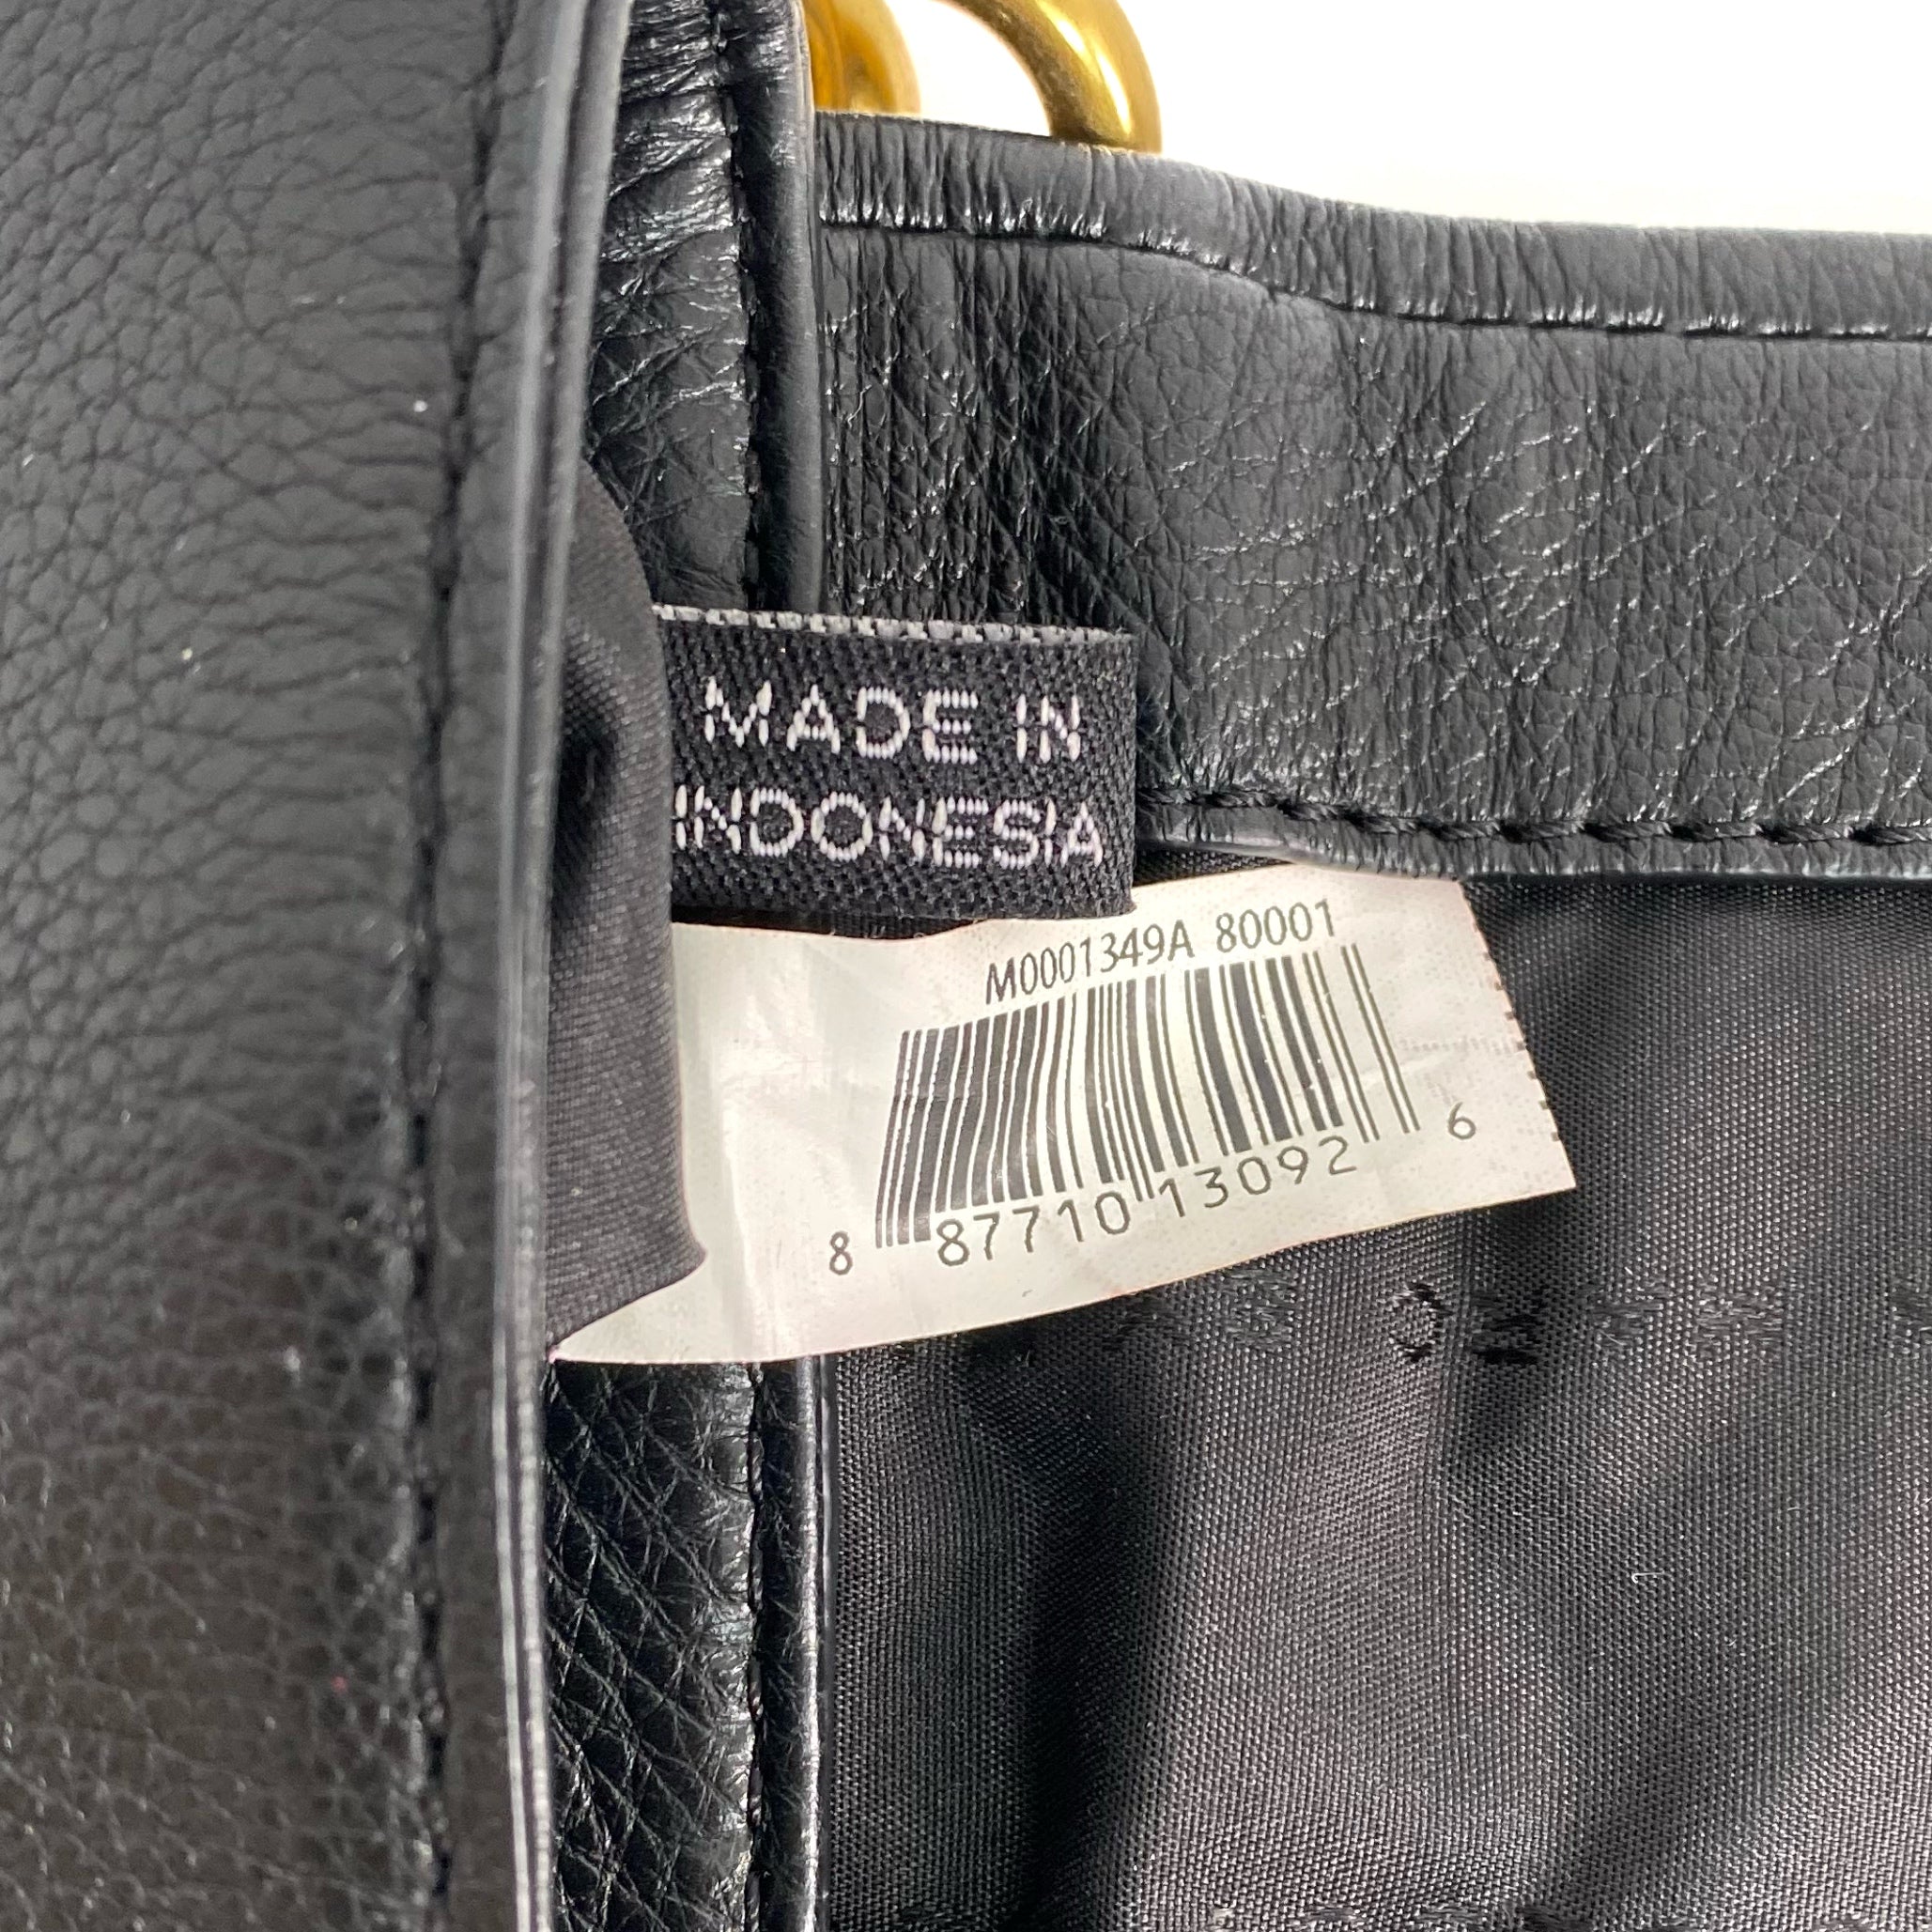 MADE IN
INDONESIA
M0001349A 80001
8 87710 13092 6